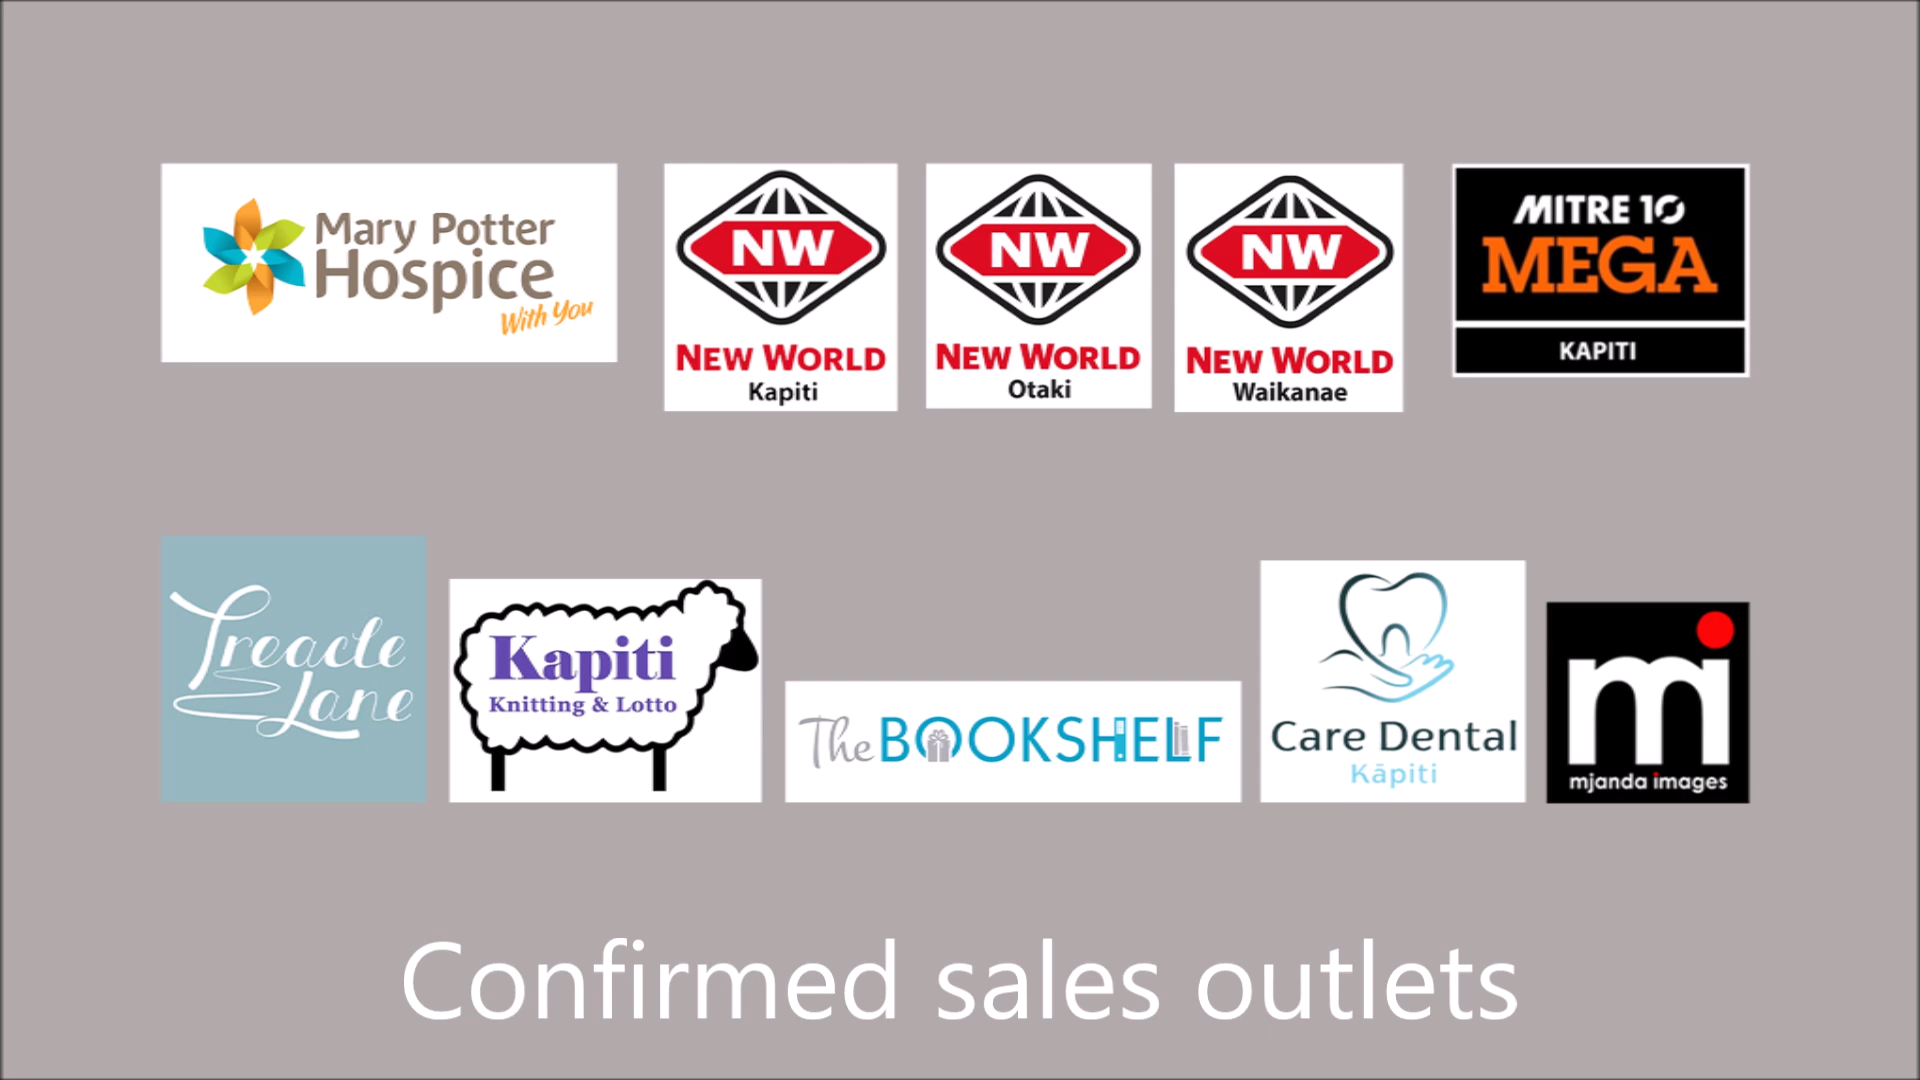 Mary Potter
Hospice
With You
NW
NEW WORLD
Kapiti
NW
NEW WORLD
Otaki
NW
NEW WORLD
Waikanae
MITRE 10
MEGA
KAPITI
Treacle
Lane
Kapiti
Knitting & Lotto
The BOOKSHELF
Care Dental
Kāpiti
mi
mjanda images
Confirmed sales outlets